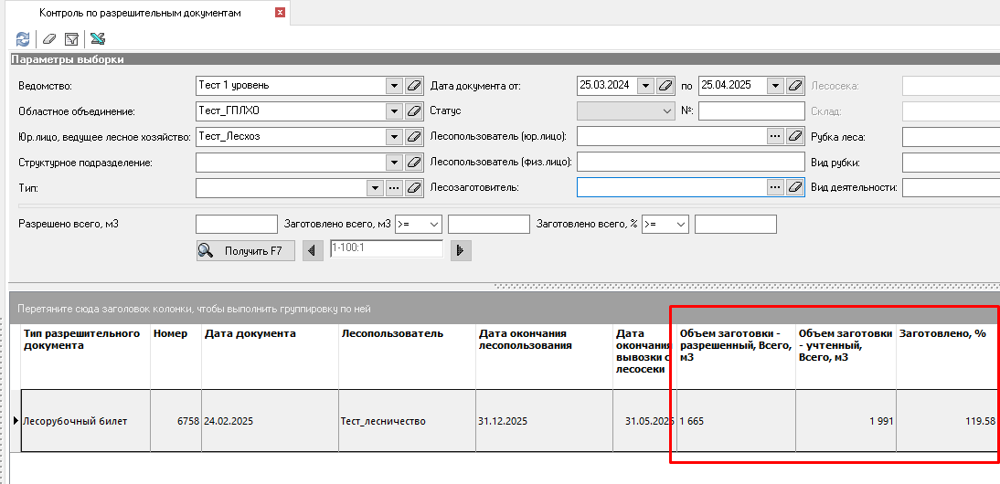 Контроль по разрешительным документам
Параметры выборки
Ведомство: Тест 1 уровень Дата документа от: 25.03.2024 по 25.04.2025 Лесосека:
Областное объединение: Тест_ГПЛХО Статус №: Склад:
Юр.лицо, ведущее лесное хозяйство: Тест_Лесхоз Лесопользователь (юр.лицо): ... Рубка леса:
Структурное подразделение: Лесопользователь (физ.лицо): Вид рубки:
Тип: ... Лесозаготовитель: ... Вид деятельности:
Разрешено всего, м3 Заготовлено всего, м3 >= Заготовлено всего, % >=
Получить F7 1-100:1
Перетяните сюда заголовок колонки, чтобы выполнить группировку по ней
Тип разрешительного документа Номер Дата документа Лесопользователь Дата окончания лесопользования Дата окончания вывозки с лесосеки Объем заготовки - разрешенный, Всего, м3 Объем заготовки - учтенный, Всего, м3 Заготовлено, %
Лесорубочный билет 6758 24.02.2025 Тест_лесничество 31.12.2025 31.05.2025 1 665 1 991 119.58